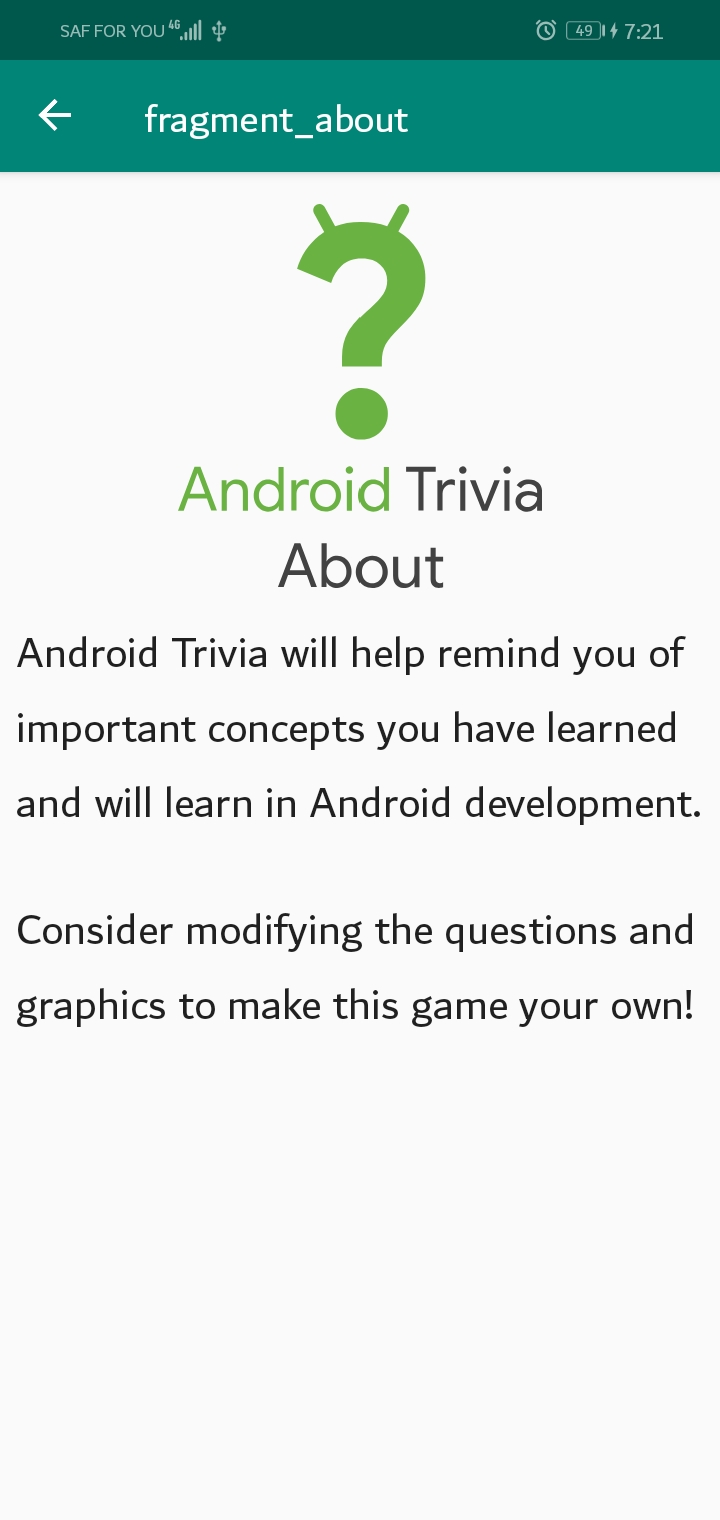 SAF FOR YOU 4G 49 7:21
fragment_about
Android Trivia
About
Android Trivia will help remind you of
important concepts you have learned
and will learn in Android development.
Consider modifying the questions and
graphics to make this game your own!